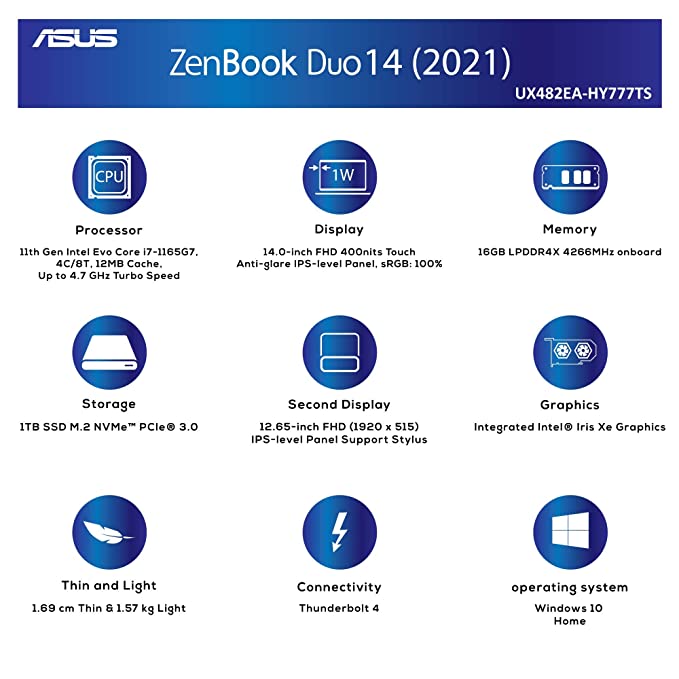 ASUS
ZenBook Duo 14 (2021)
UX482EA-HY777TS
CPU
Processor
11th Gen Intel Evo Core i7-1165G7,
4C/8T, 12MB Cache,
Up to 4.7 GHz Turbo Speed
1W
Display
14.0-inch FHD 400nits Touch
Anti-glare IPS-level Panel, sRGB: 100%
Memory
16GB LPDDR4X 4266MHz onboard
Storage
1TB SSD M.2 NVMe™ PCIe® 3.0
Second Display
12.65-inch FHD (1920 x 515)
IPS-level Panel Support Stylus
Graphics
Integrated Intel® Iris Xe Graphics
Thin and Light
1.69 cm Thin & 1.57 kg Light
Connectivity
Thunderbolt 4
operating system
Windows 10
Home